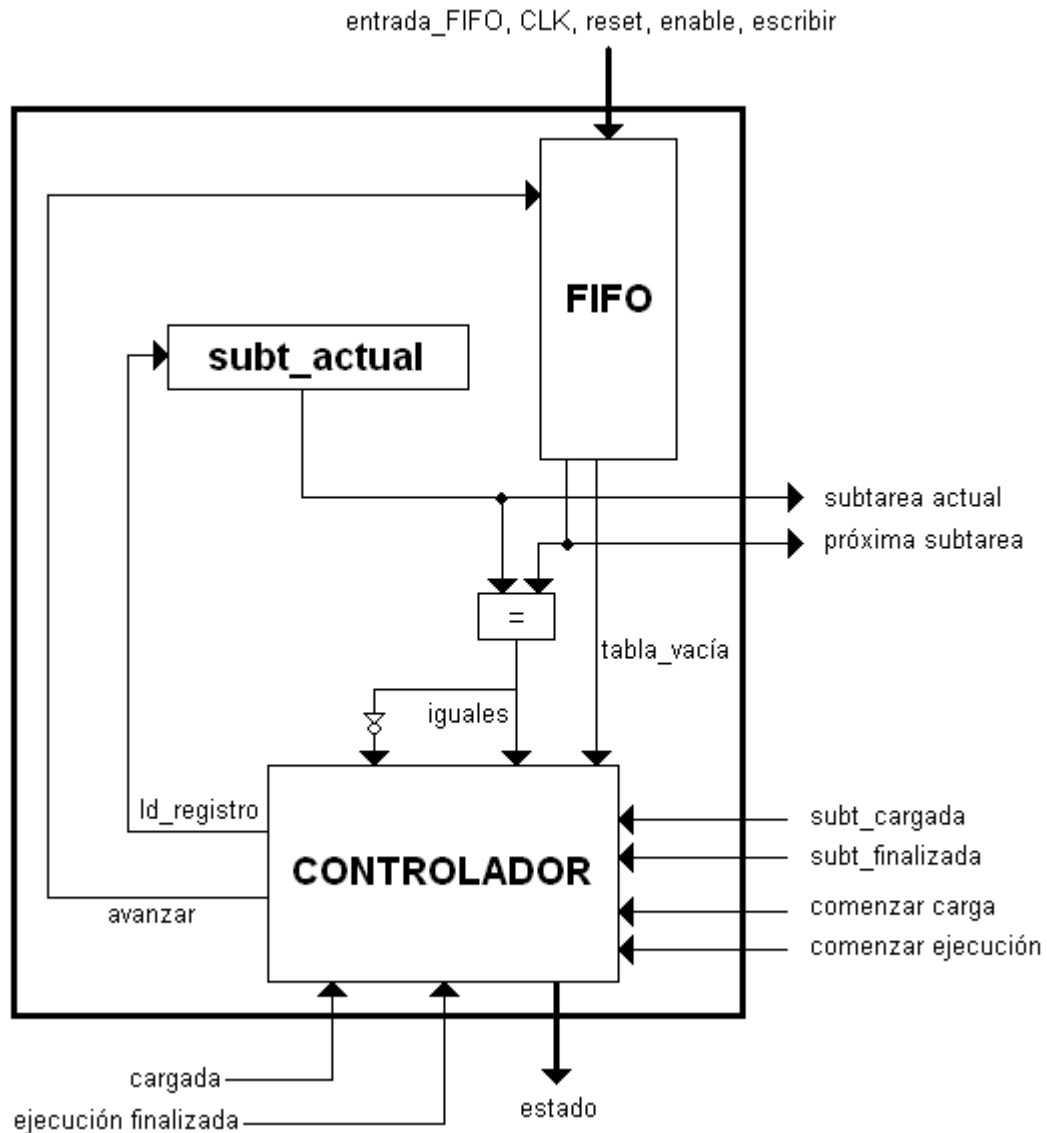 entrada_FIFO, CLK, reset, enable, escribir
FIFO
subt_actual
subtarea actual
próxima subtarea
=
tabla_vacía
iguales
ld_registro
subt_cargada
subt_finalizada
CONTROLADOR
avanzar
comenzar carga
comenzar ejecución
cargada
ejecución finalizada
estado